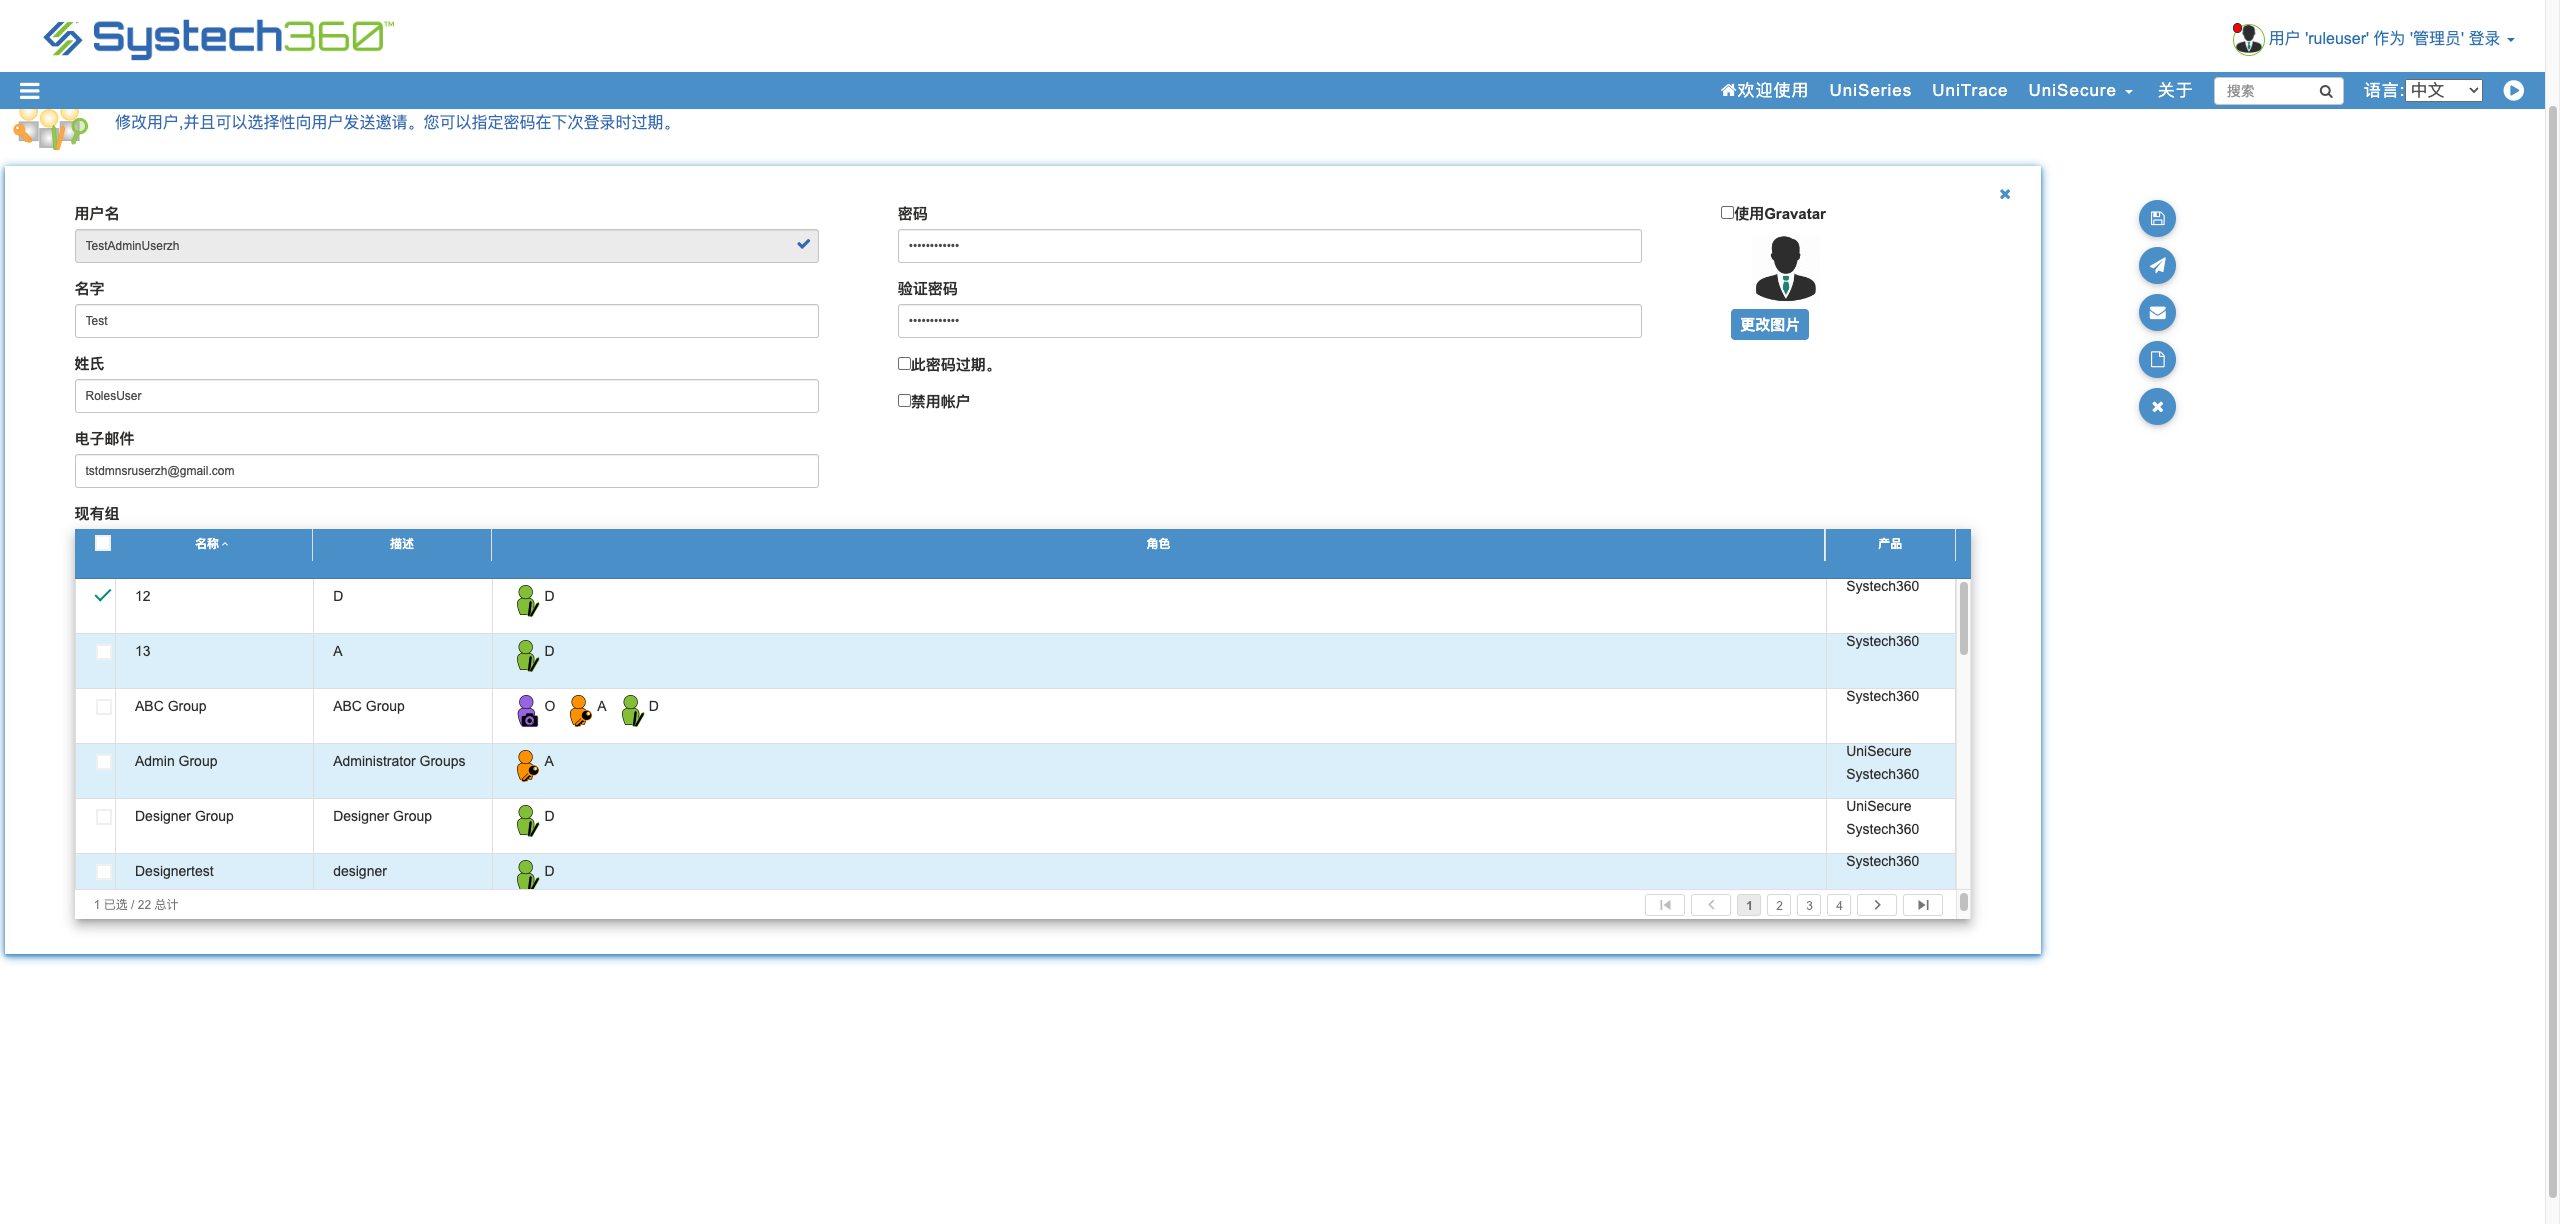 Systech360™
用户 'ruleuser' 作为 '管理员' 登录
欢迎使用 UniSeries UniTrace UniSecure 关于 搜索 语言: 中文
修改用户,并且可以选择性向用户发送邀请。您可以指定密码在下次登录时过期。
用户名 密码 使用Gravatar
TestAdminUserzh ••••••••••••
名字 验证密码
Test ••••••••••••
更改图片
姓氏 此密码过期。
RolesUser
禁用帐户
电子邮件
tstdmnsruserzh@gmail.com
现有组
名称 描述 角色 产品
12 D D Systech360
13 A D Systech360
ABC Group ABC Group O A D Systech360
Admin Group Administrator Groups A UniSecure
Systech360
Designer Group Designer Group D UniSecure
Systech360
Designertest designer D Systech360
1 已选 / 22 总计 1 2 3 4